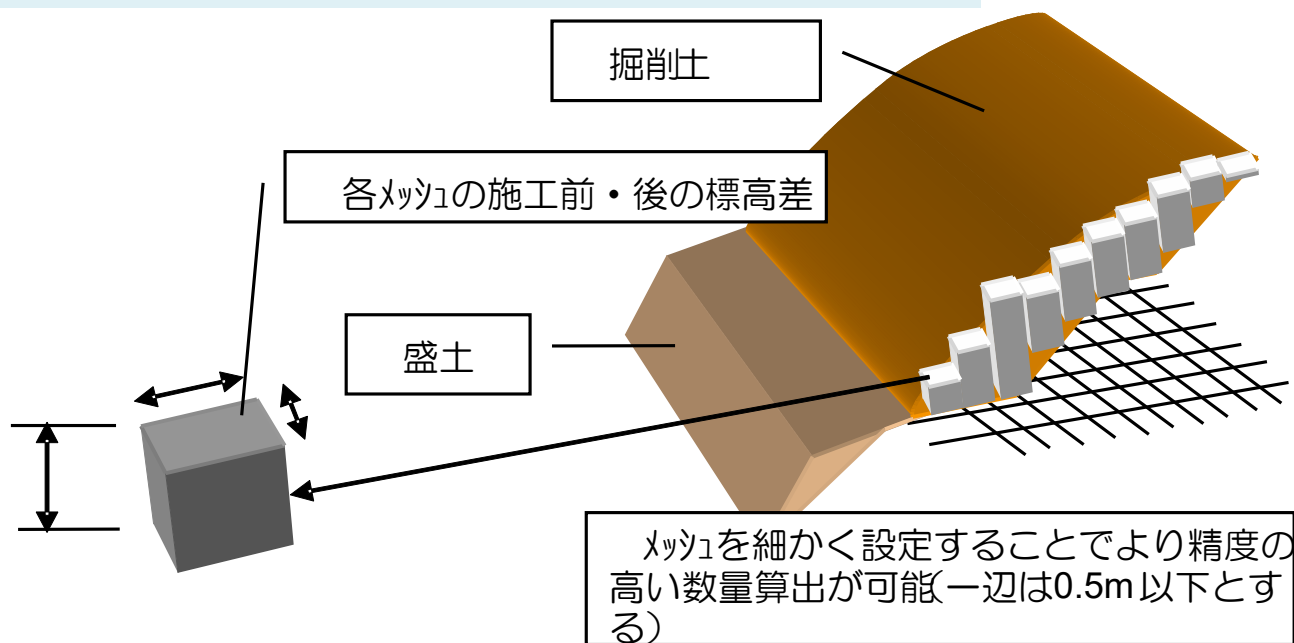 掘削土
各ﾒｯｼｭの施工前・後の標高差
盛土
ﾒｯｼｭを細かく設定することでより精度の
高い数量算出が可能(一辺は0.5m以下とす
る)